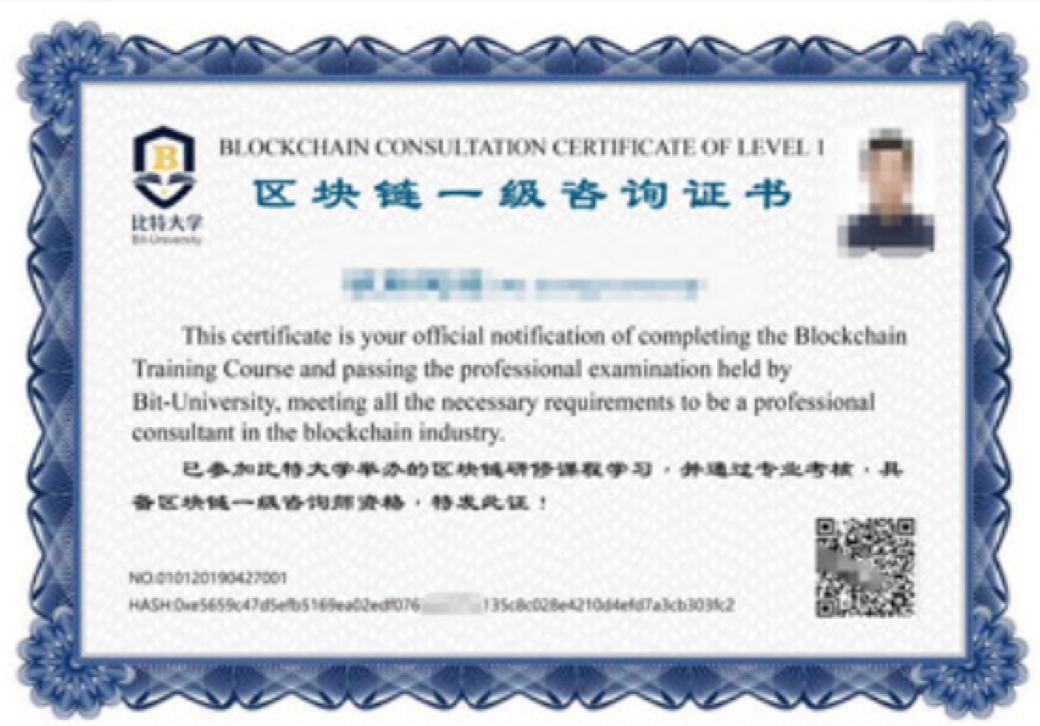 BLOCKCHAIN CONSULTATION CERTIFICATE OF LEVEL 1
区块链一级咨询证书
比特大学
Bit-University
This certificate is your official notification of completing the Blockchain
Training Course and passing the professional examination held by
Bit-University, meeting all the necessary requirements to be a professional
consultant in the blockchain industry.
已参加比特大学举办的区块链研修课程学习，并通过专业考核，具
备区块链一级咨询师资格，特发此证！
NO.010120190427001
HASH:0xe5659c47d5efb5169ea02edf076 135c8c028e4210d4efd7a3cb303fc2